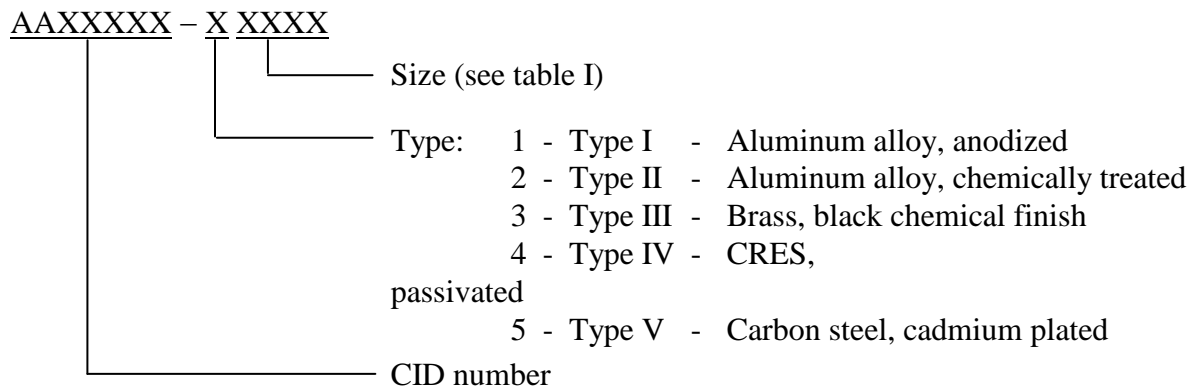 AAXXXXX – X XXXX
Size (see table I)
Type: 1 - Type I - Aluminum alloy, anodized
2 - Type II - Aluminum alloy, chemically treated
3 - Type III - Brass, black chemical finish
4 - Type IV - CRES,
passivated
5 - Type V - Carbon steel, cadmium plated
CID number